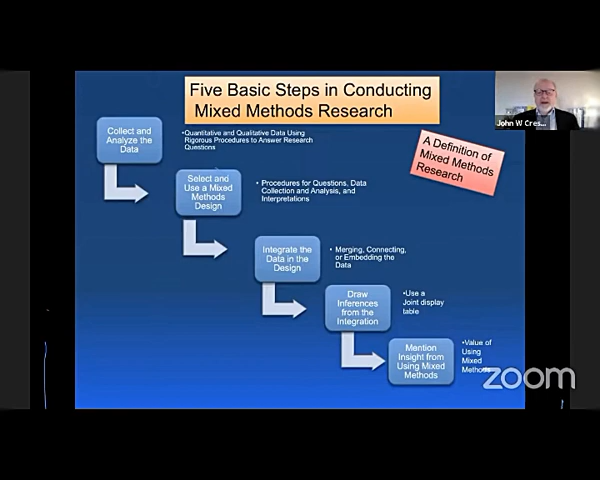 Five Basic Steps in Conducting
Mixed Methods Research
John W Cres...
Collect and
Analyze the
Data
•Quantitative and Qualitative Data Using
Rigorous Procedures to Answer Research
Questions
A Definition of
Mixed Methods
Research
Select and
Use a Mixed
Methods
Design
• Procedures for Questions, Data
Collection and Analysis, and
Interpretations
Integrate the
Data in the
Design
• Merging, Connecting,
or Embedding the
Data
Draw
Inferences
from the
Integration
•Use a
Joint display
table
Mention
Insight from
Using Mixed
Methods
•Value of
Using
Mixed
Methods
zoom